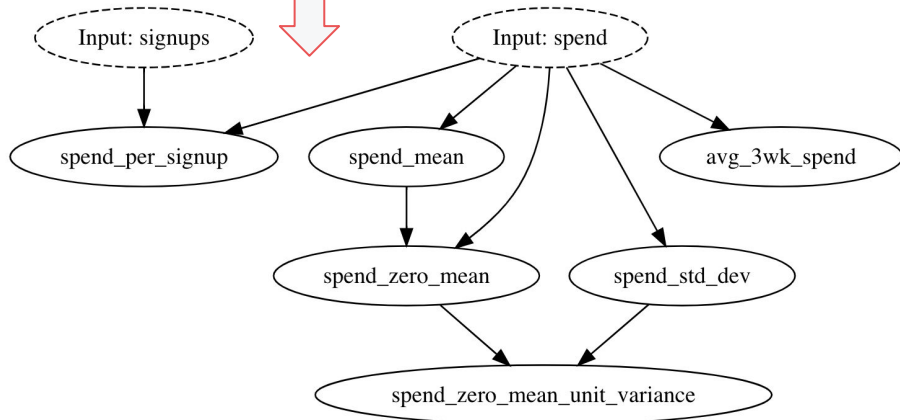 Input: signups
Input: spend
spend_per_signup
spend_mean
avg_3wk_spend
spend_zero_mean
spend_std_dev
spend_zero_mean_unit_variance